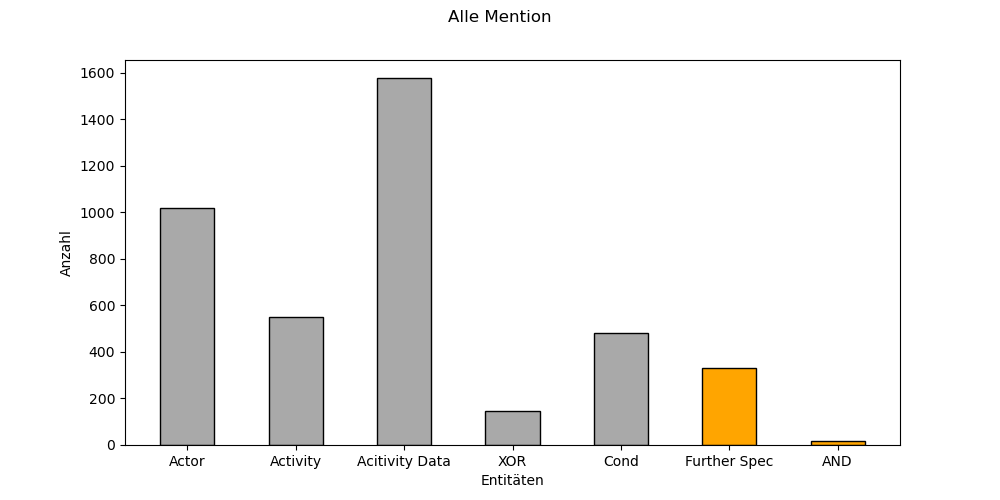 Alle Mention
1600
1400
1200
1000
800
600
400
200
0
Anzahl
Actor Activity Acitivity Data XOR Cond Further Spec AND
Entitäten